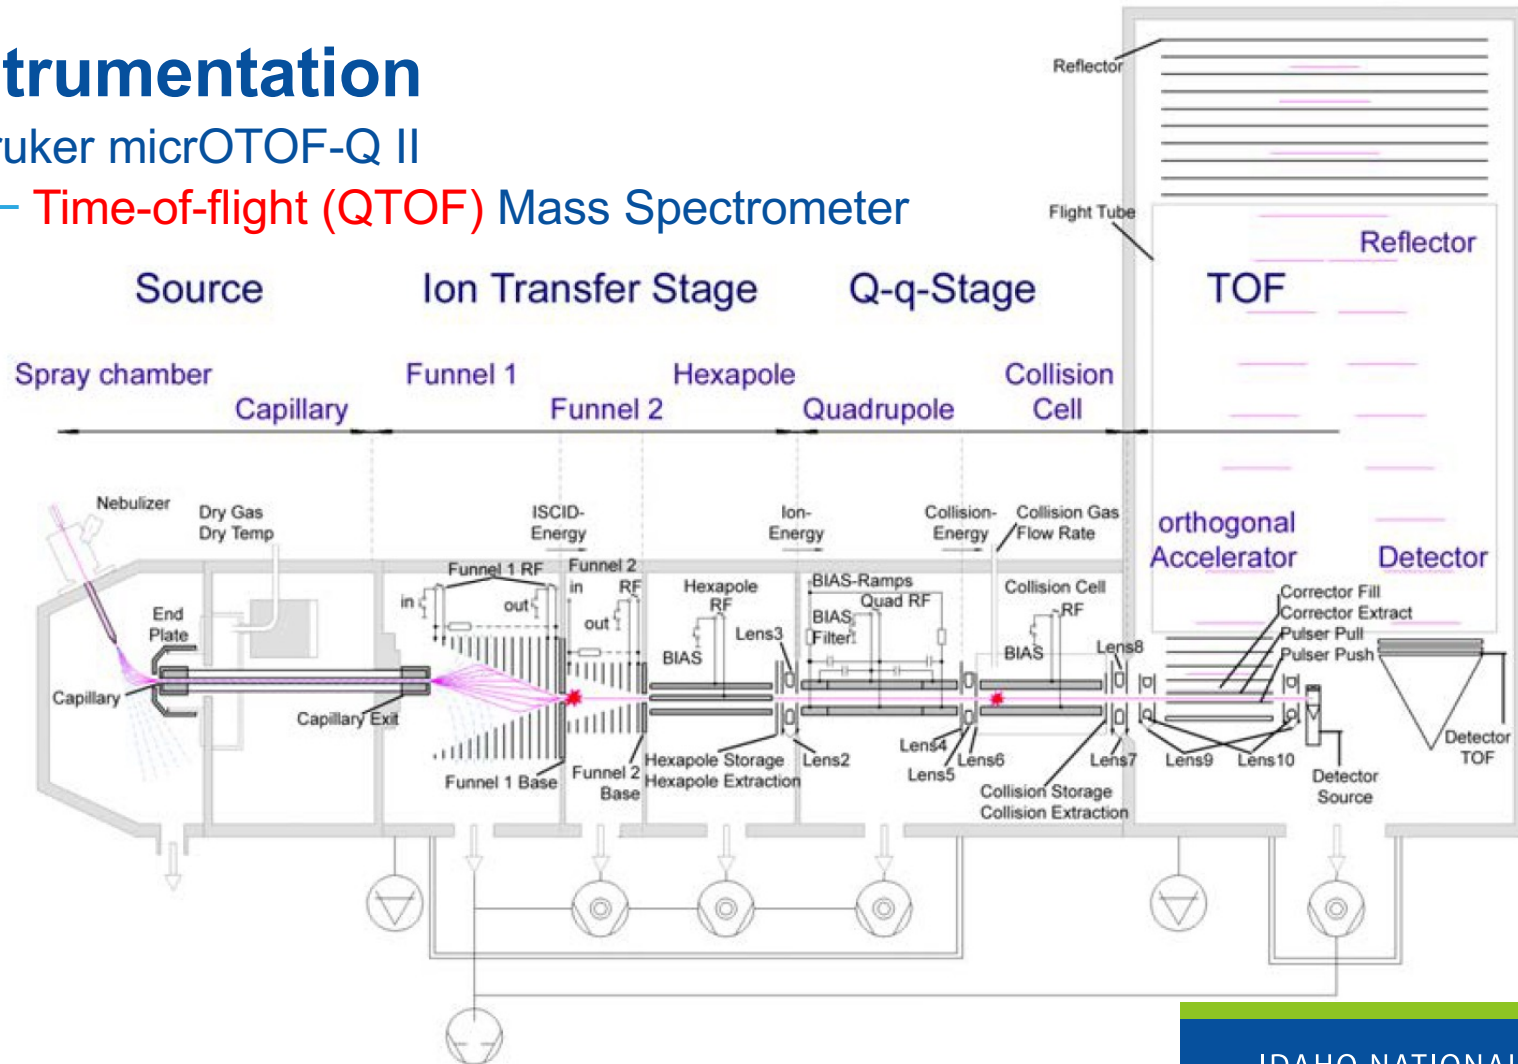 trumentation
ruker micrOTOF-Q II
– Time-of-flight (QTOF) Mass Spectrometer
Reflector
Flight Tube
Reflector
Source
Ion Transfer Stage
Q-q-Stage
TOF
Spray chamber
Capillary
Funnel 1
Funnel 2
Hexapole
Quadrupole
Collision
Cell
Nebulizer
Dry Gas
Dry Temp
ISCID-
Energy
Ion-
Energy
Collision-
Energy
Collision Gas
Flow Rate
orthogonal
Accelerator
Detector
Funnel 1 RF
in
out
Funnel 2
in
RF
out
Hexapole
RF
BIAS
Lens3
BIAS-Ramps
Quad RF
BIAS
Filter
Collision Cell
RF
BIAS
Lens8
Corrector Fill
Corrector Extract
Pulser Pull
Pulser Push
End
Plate
Capillary
Capillary Exit
Funnel 1 Base
Funnel 2
Base
Hexapole Storage
Hexapole Extraction
Lens2
Lens4
Lens5
Lens6
Collision Storage
Collision Extraction
Lens7
Lens9
Lens10
Detector
Source
Detector
TOF
IDAHO NATIONAL